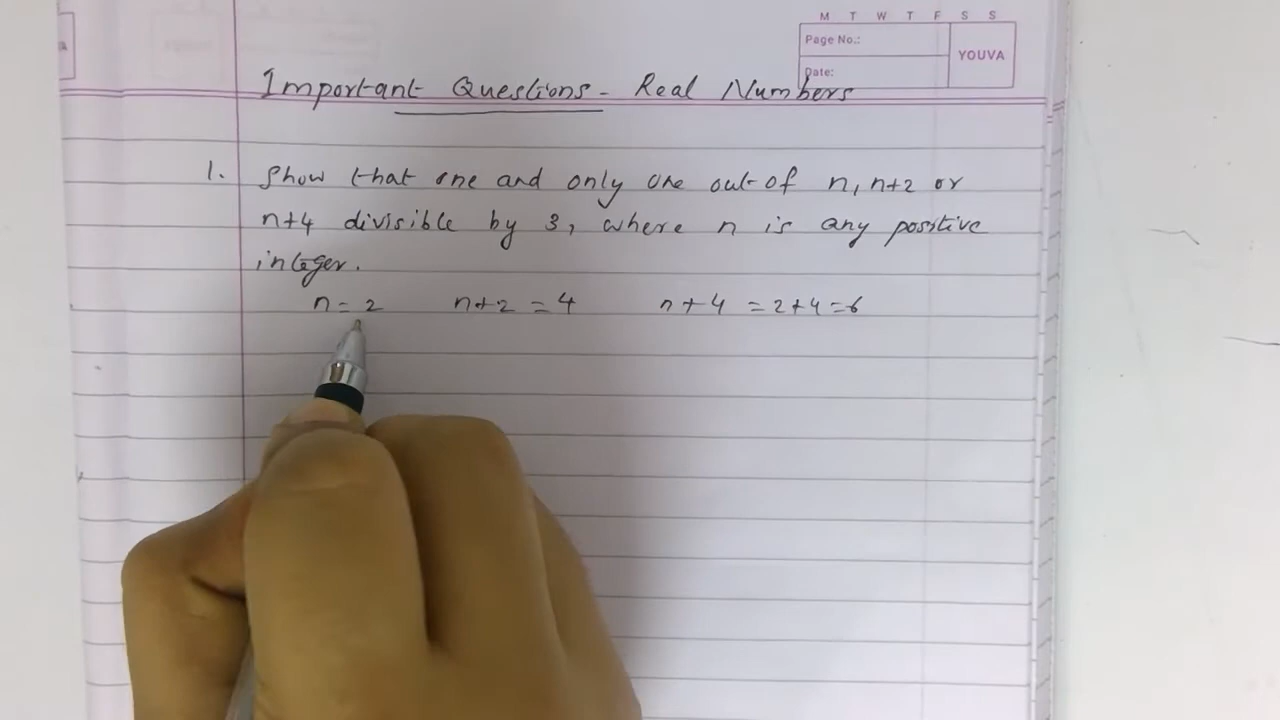 M T W T F S S
Page No.:
YOUVA
Date:
Important Questions - Real Numbers
1. Show that one and only one out of n, n+2 or
n+4 divisible by 3, where n is any positive
integer.
n = 2 n+2 = 4 n+4 = 2+4 = 6